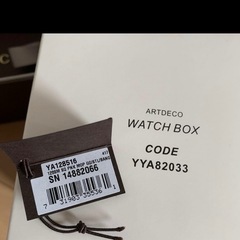 ARTDECO
WATCH BOX
CODE
YYA82033
YA128516
SN 14882066